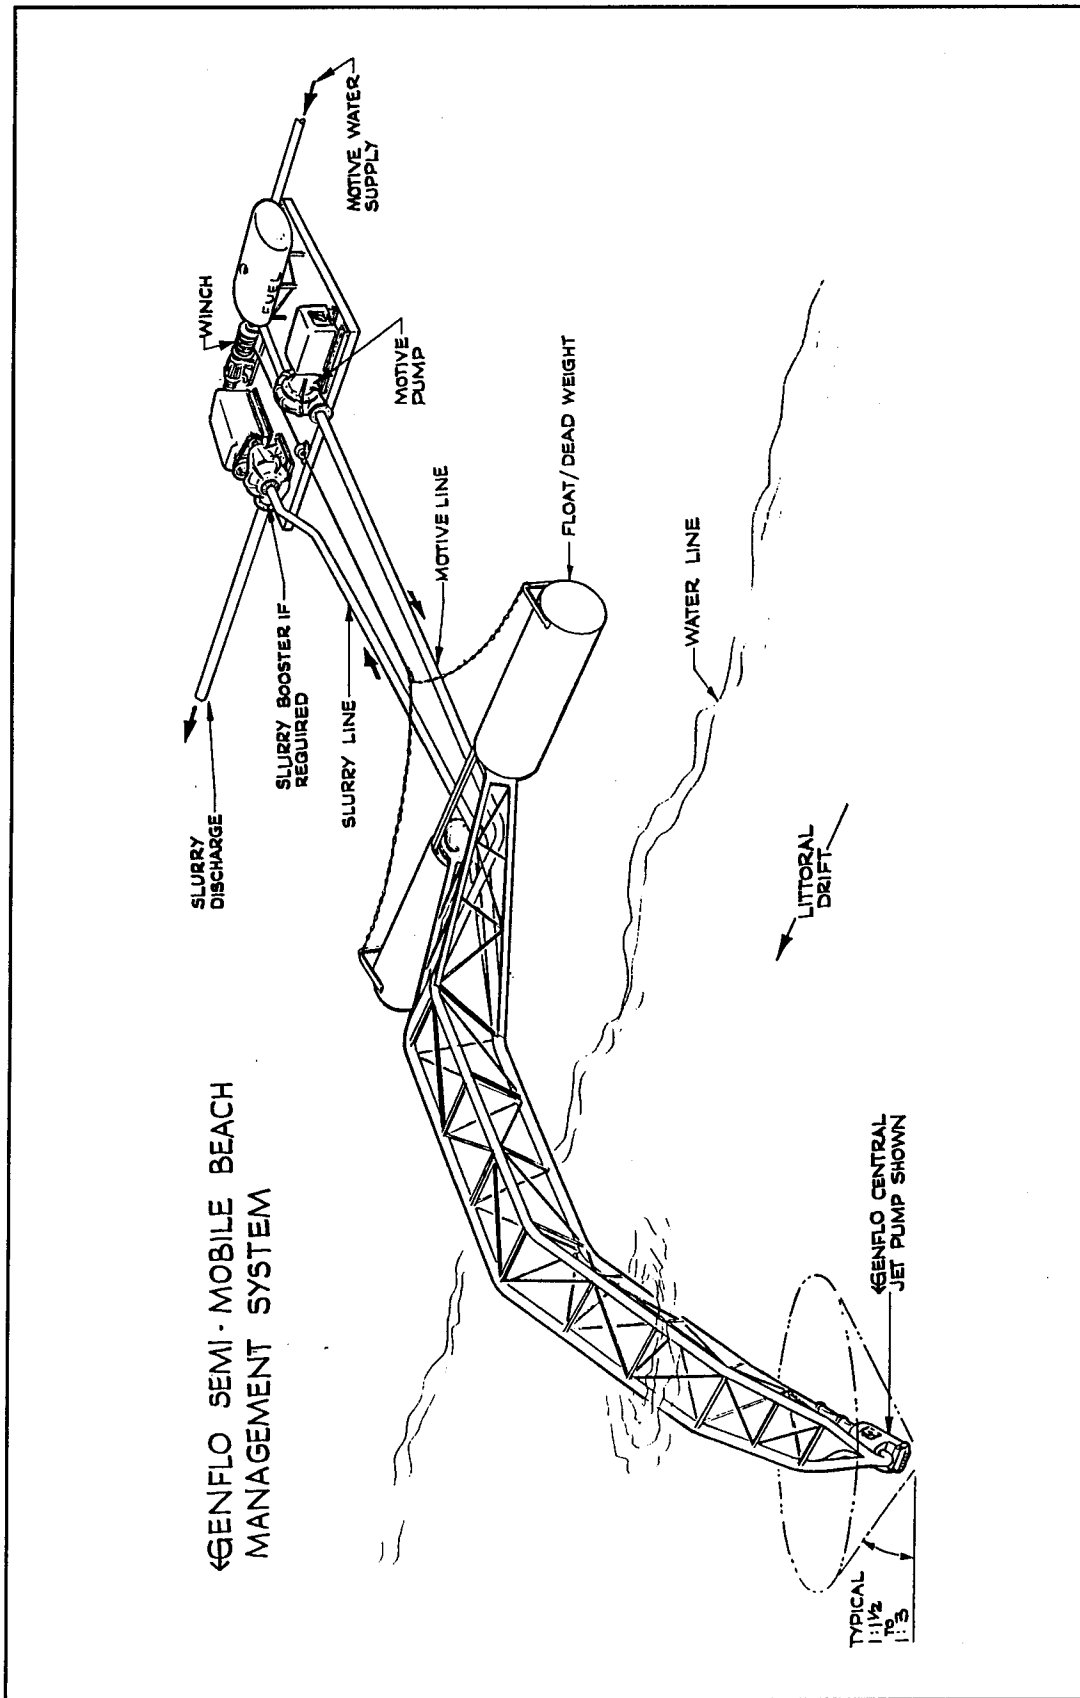 GENFLO SEMI-MOBILE BEACH
MANAGEMENT SYSTEM
SLURRY
DISCHARGE
SLURRY BOOSTER IF
REQUIRED
SLURRY LINE
WINCH
FUEL
MOTIVE WATER
SUPPLY
MOTIVE
PUMP
MOTIVE LINE
FLOAT/DEAD WEIGHT
WATER LINE
LITTORAL
DRIFT
GENFLO CENTRAL
JET PUMP SHOWN
TYPICAL
1:1½
TO
1:3